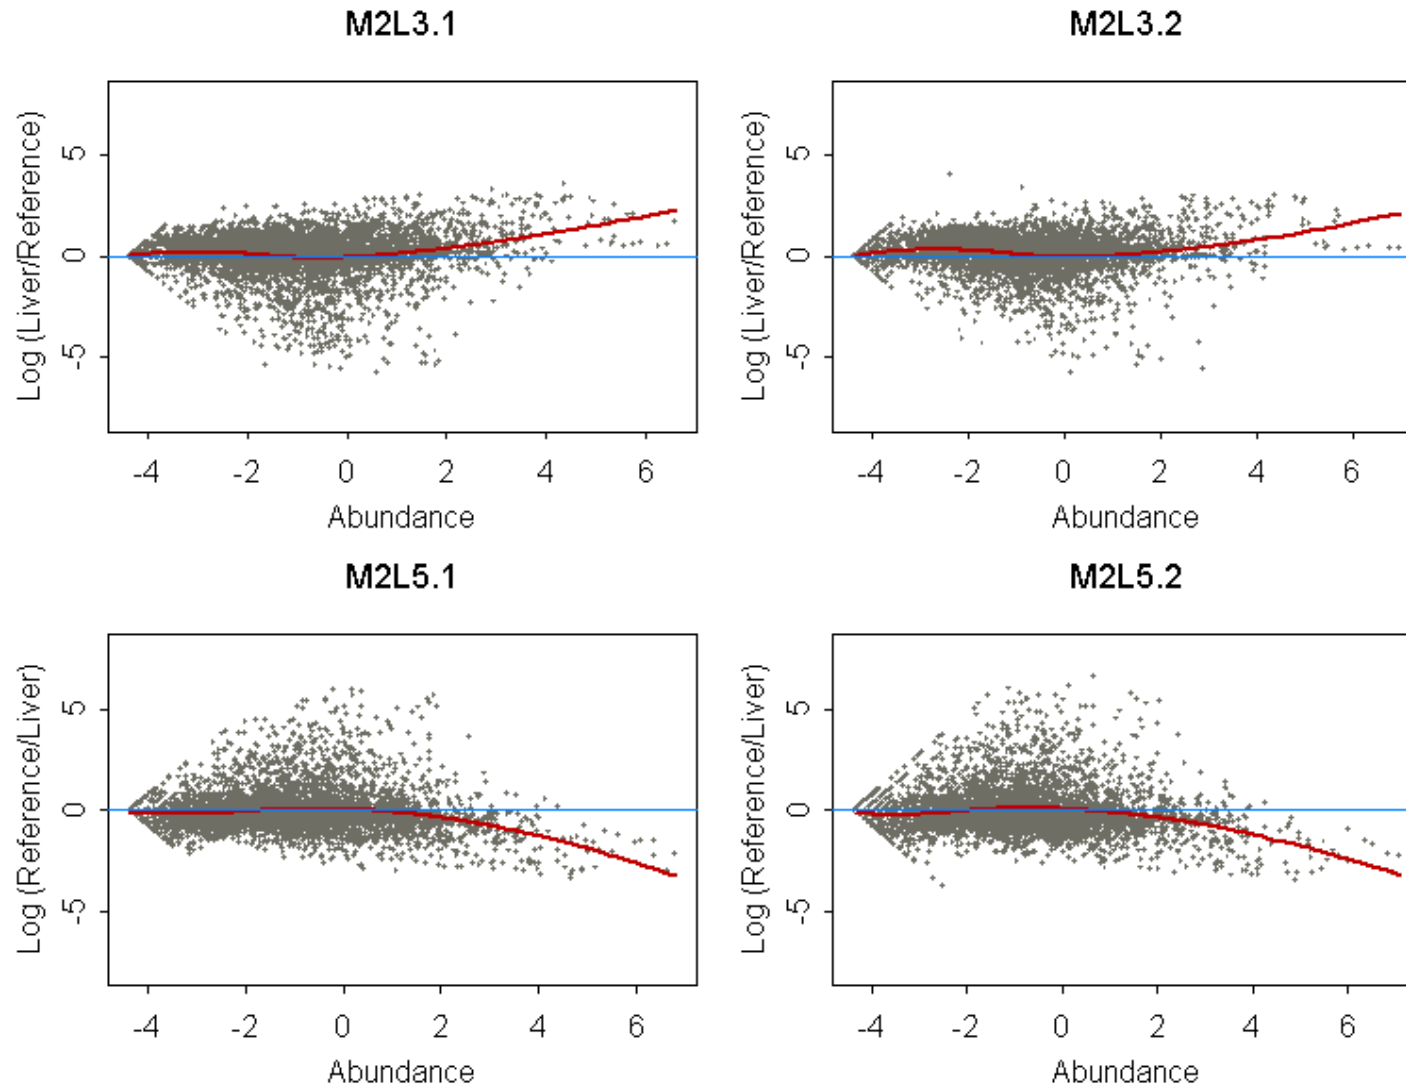 M2L3.1
Log (Liver/Reference)
5
0
-5
-4 -2 0 2 4 6
Abundance
M2L3.2
Log (Liver/Reference)
5
0
-5
-4 -2 0 2 4 6
Abundance
M2L5.1
Log (Reference/Liver)
5
0
-5
-4 -2 0 2 4 6
Abundance
M2L5.2
Log (Reference/Liver)
5
0
-5
-4 -2 0 2 4 6
Abundance